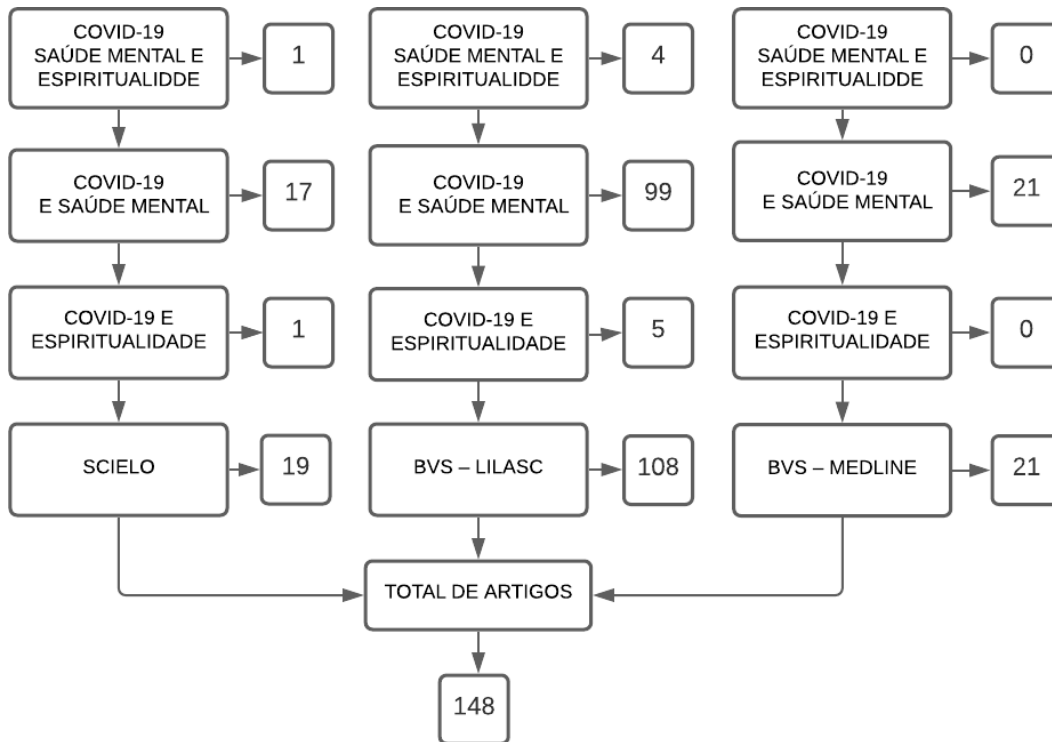 COVID-19
SAÚDE MENTAL E
ESPIRITUALIDDE
1
COVID-19
SAÚDE MENTAL E
ESPIRITUALIDDE
4
COVID-19
SAÚDE MENTAL E
ESPIRITUALIDDE
0
COVID-19
E SAÚDE MENTAL
17
COVID-19
E SAÚDE MENTAL
99
COVID-19
E SAÚDE MENTAL
21
COVID-19 E
ESPIRITUALIDADE
1
COVID-19 E
ESPIRITUALIDADE
5
COVID-19 E
ESPIRITUALIDADE
0
SCIELO
19
BVS – LILASC
108
BVS – MEDLINE
21
TOTAL DE ARTIGOS
148